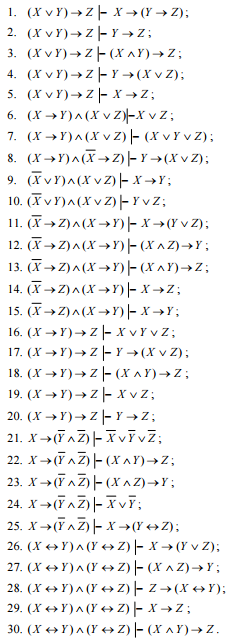 1. (X ∨ Y) → Z ├ X → (Y → Z);
2. (X ∨ Y) → Z ├ Y → Z;
3. (X ∨ Y) → Z ├ (X ∧ Y) → Z;
4. (X ∨ Y) → Z ├ Y → (X ∨ Z);
5. (X ∨ Y) → Z ├ X → Z;
6. (X → Y) ∧ (X ∨ Z) ├ X ∨ Z;
7. (X → Y) ∧ (X ∨ Z) ├ (X ∨ Y ∨ Z);
8. (X → Y) ∧ (X̅ → Z) ├ Y → (X ∨ Z);
9. (X̅ ∨ Y) ∧ (X ∨ Z) ├ X → Y;
10. (X̅ ∨ Y) ∧ (X ∨ Z) ├ Y ∨ Z;
11. (X̅ → Z) ∧ (X → Y) ├ X → (Y ∨ Z);
12. (X̅ → Z) ∧ (X → Y) ├ (X ∧ Z) → Y;
13. (X̅ → Z) ∧ (X → Y) ├ (X ∧ Y) → Z;
14. (X̅ → Z) ∧ (X → Y) ├ X → Z;
15. (X̅ → Z) ∧ (X → Y) ├ X → Y;
16. (X → Y) → Z ├ X ∨ Y ∨ Z;
17. (X → Y) → Z ├ Y → (X ∨ Z);
18. (X → Y) → Z ├ (X ∧ Y) → Z;
19. (X → Y) → Z ├ X ∨ Z;
20. (X → Y) → Z ├ Y → Z;
21. X → (Y̅ ∧ Z̅) ├ X̅ ∨ Y̅ ∨ Z̅;
22. X → (Y̅ ∧ Z̅) ├ (X ∧ Y) → Z;
23. X → (Y̅ ∧ Z̅) ├ (X ∧ Z) → Y;
24. X → (Y̅ ∧ Z̅) ├ X̅ ∨ Y̅;
25. X → (Y̅ ∧ Z̅) ├ X → (Y ↔ Z);
26. (X ↔ Y) ∧ (Y ↔ Z) ├ X → (Y ∨ Z);
27. (X ↔ Y) ∧ (Y ↔ Z) ├ (X ∧ Z) → Y;
28. (X ↔ Y) ∧ (Y ↔ Z) ├ Z → (X ↔ Y);
29. (X ↔ Y) ∧ (Y ↔ Z) ├ X → Z;
30. (X ↔ Y) ∧ (Y ↔ Z) ├ (X ∧ Y) → Z.